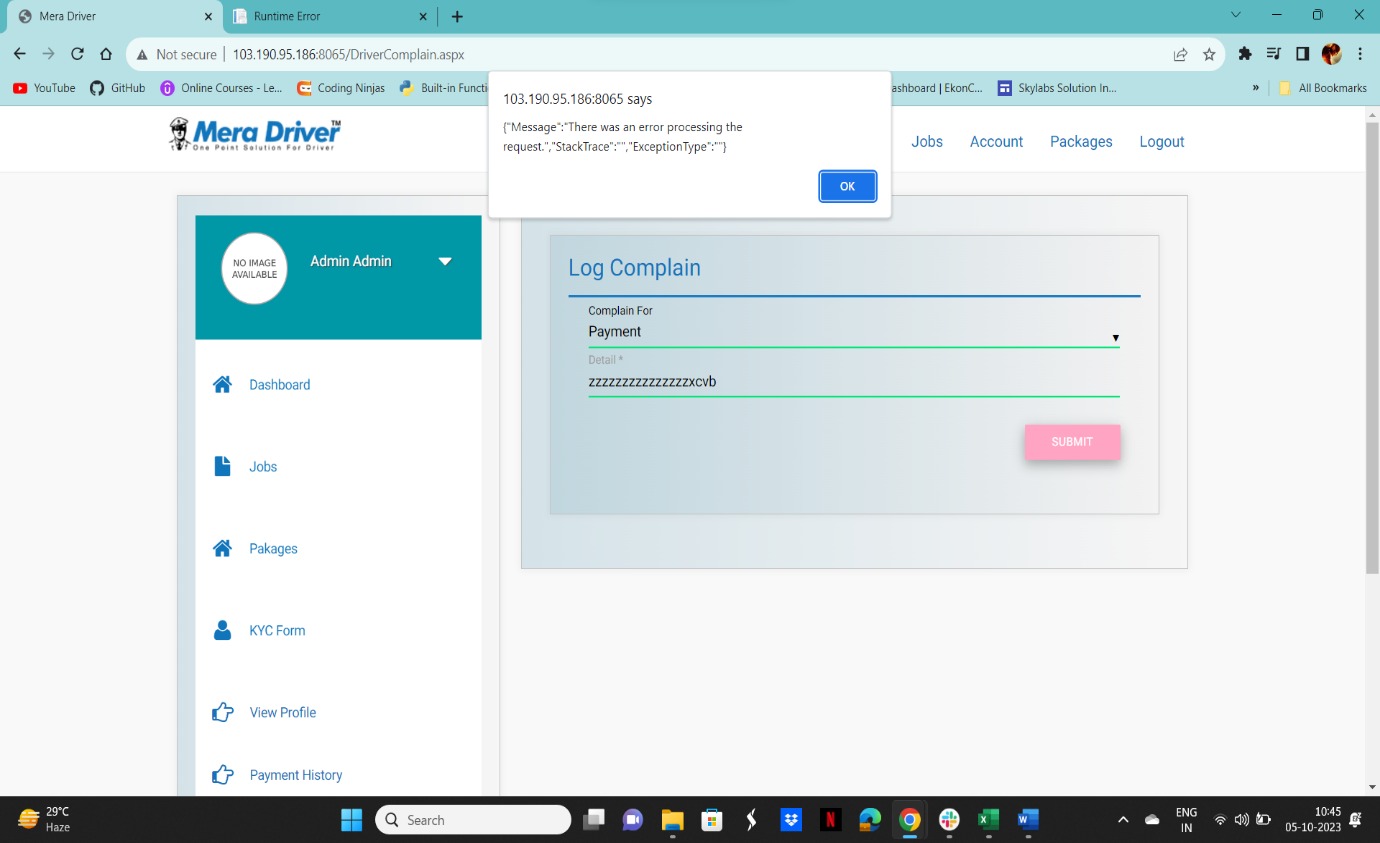 Mera Driver
Runtime Error
Not secure
103.190.95.186:8065/DriverComplain.aspx
YouTube
GitHub
Online Courses - Le...
Coding Ninjas
Built-in Functi
ashboard | EkonC...
Skylabs Solution In...
»
All Bookmarks
103.190.95.186:8065 says
{"Message":"There was an error processing the
request.","StackTrace":"","ExceptionType":""}
OK
Mera Driver™
One Point Solution For Driver
Jobs
Account
Packages
Logout
NO IMAGE
AVAILABLE
Admin Admin
Dashboard
Jobs
Pakages
KYC Form
View Profile
Payment History
Log Complain
Complain For
Payment
Detail *
zzzzzzzzzzzzzzzxcvb
SUBMIT
29°C
Haze
Search
ENG
IN
10:45
05-10-2023